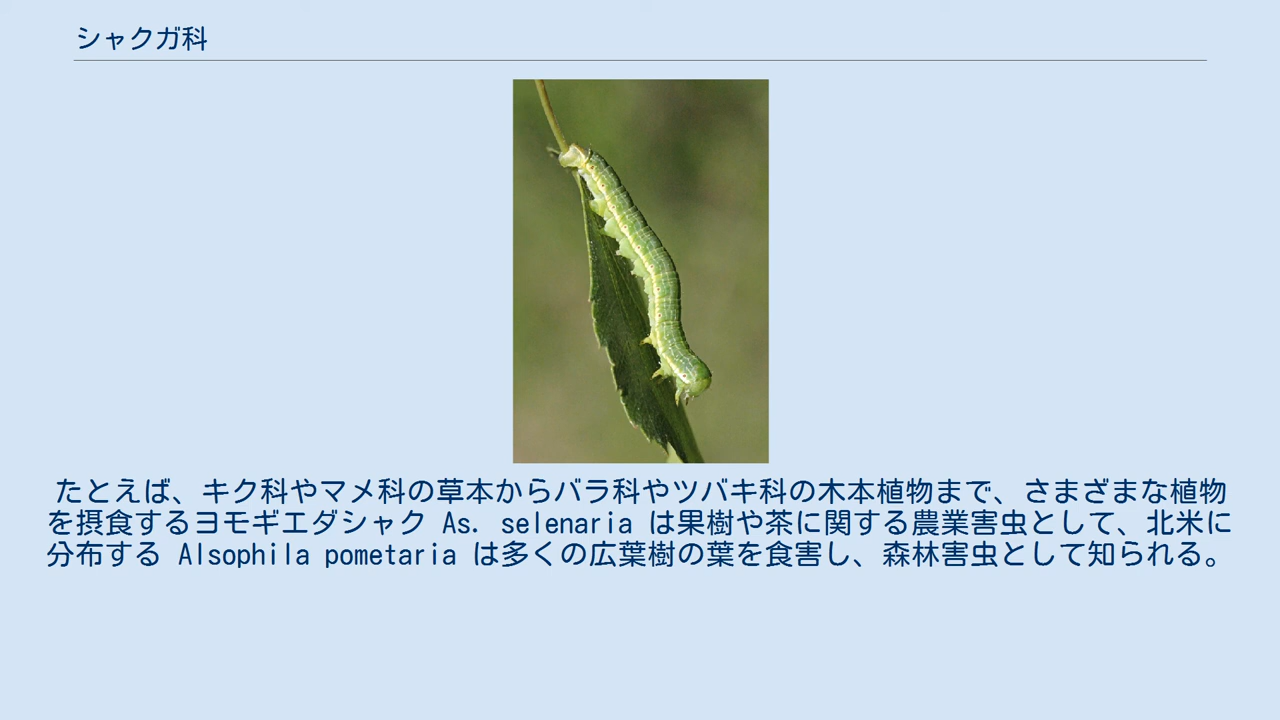 シャクガ科
たとえば、キク科やマメ科の草本からバラ科やツバキ科の木本植物まで、さまざまな植物
を摂食するヨモギエダシャク As. selenaria は果樹や茶に関する農業害虫として、北米に
分布する Alsophila pometaria は多くの広葉樹の葉を食害し、森林害虫として知られる。